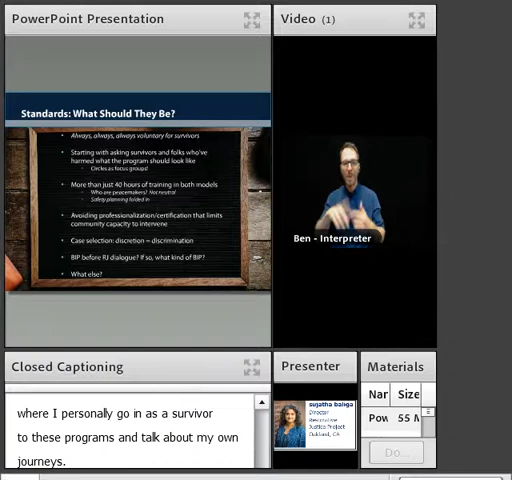 PowerPoint Presentation
Video (1)
Standards: What Should They Be?
• Always, always, always voluntary for survivors
• Starting with asking survivors and folks who've
harmed what the program should look like
• Circles as focus groups!
• More than just 40 hours of training in both models
• Who are peacemakers? Not neutral
• Safety planning folded in
• Avoiding professionalization/certification that limits
community capacity to intervene
• Case selection: discretion = discrimination
• BIP before RJ dialogue? If so, what kind of BIP?
• What else?
Ben - Interpreter
Closed Captioning
where I personally go in as a survivor
to these programs and talk about my own
journeys.
Presenter
sujatha baliga
Director
Restorative
Justice Project
Oakland, CA
Materials
Nar Size
Pow 55 M
Do...